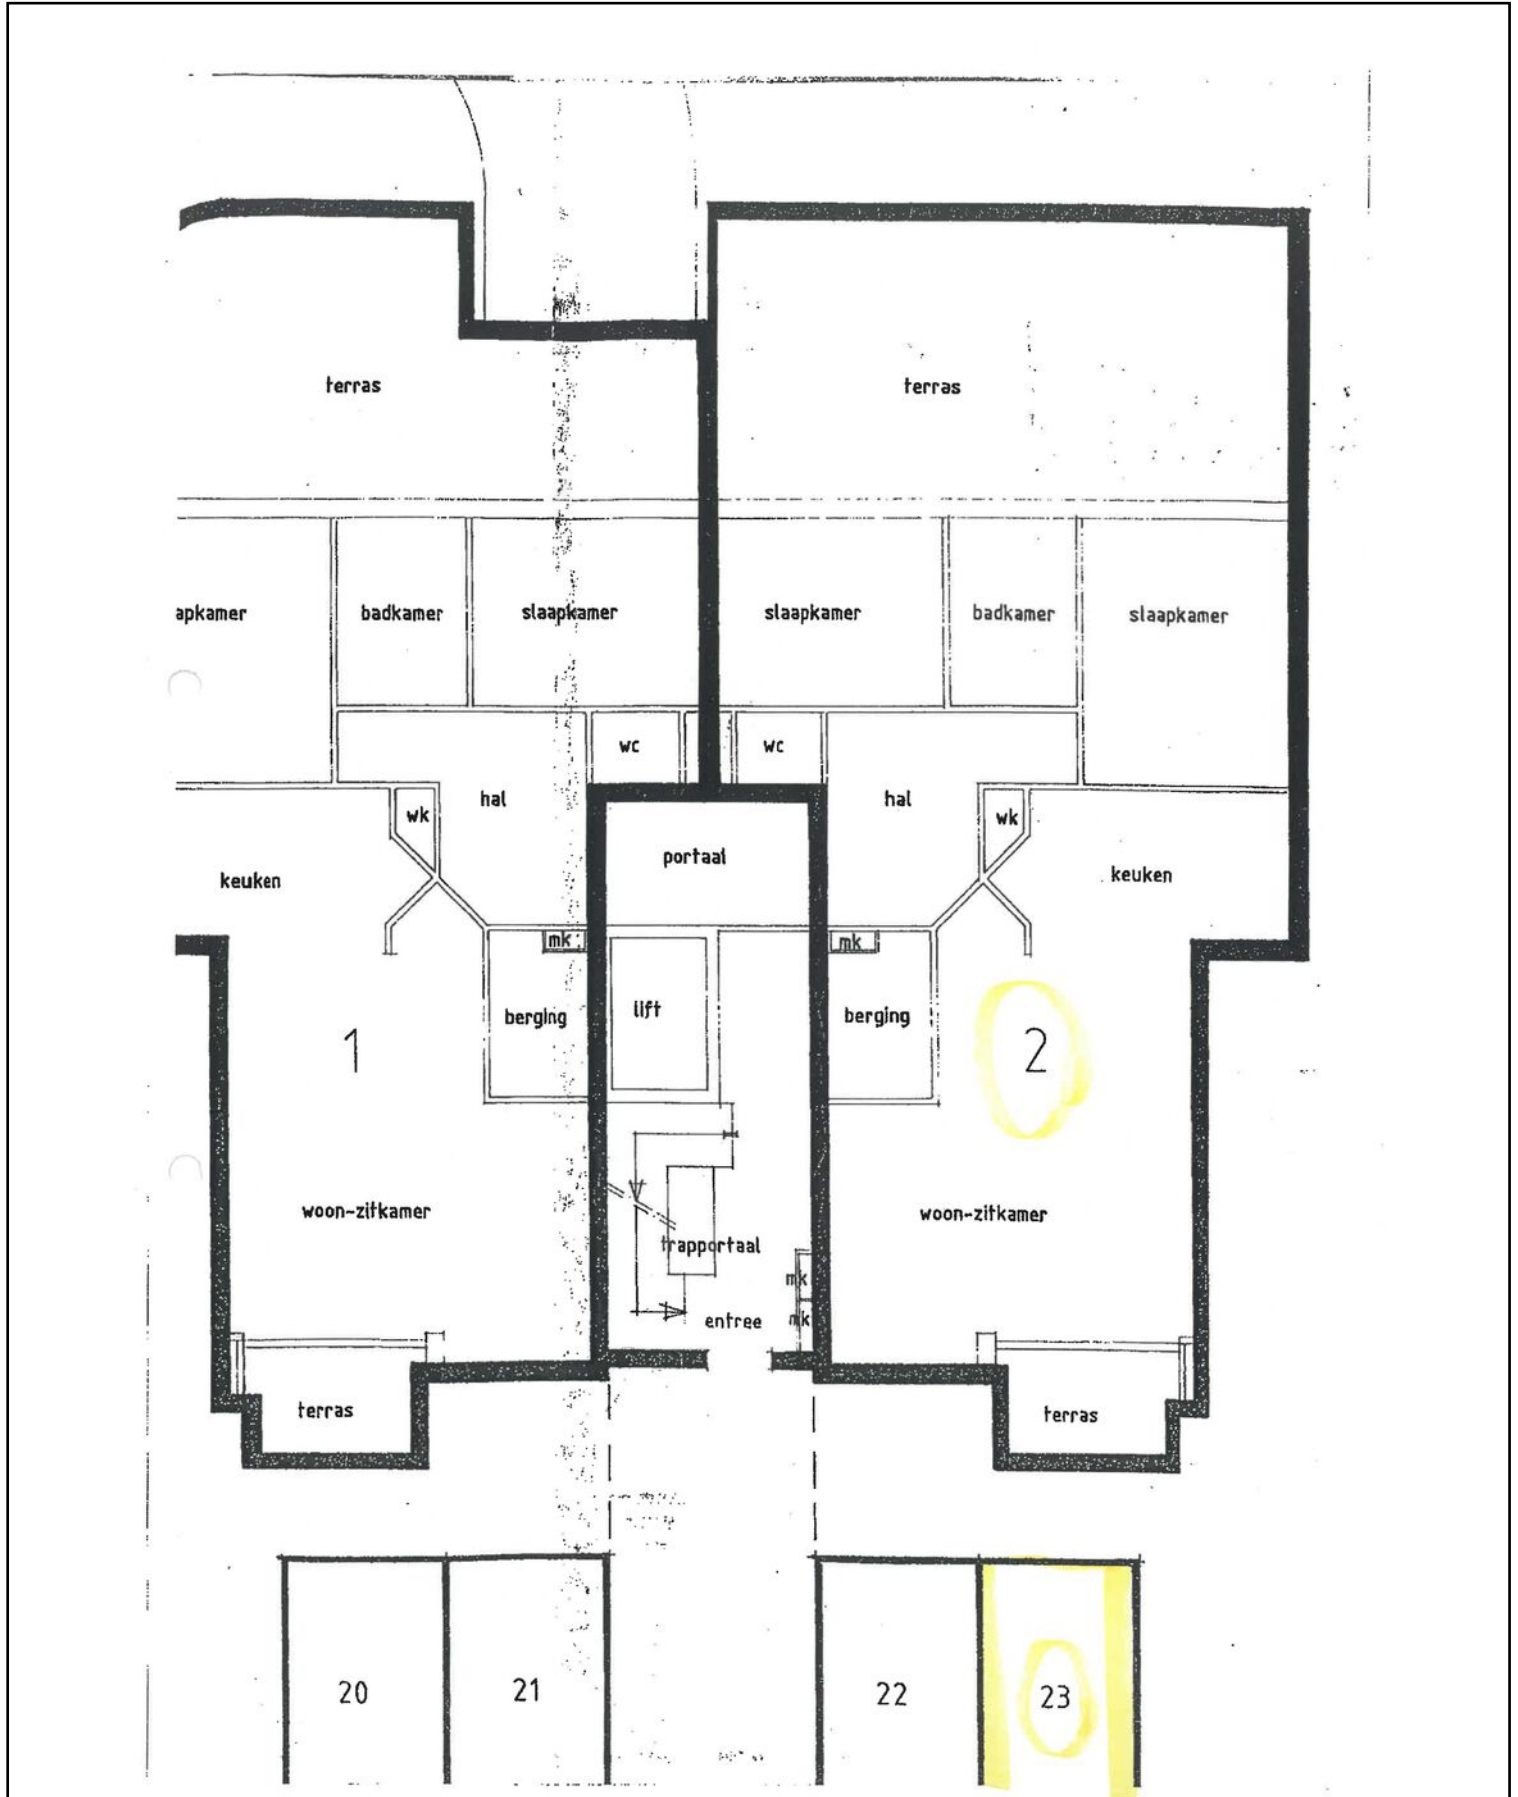 terras
terras
apkamer
badkamer
slaapkamer
slaapkamer
badkamer
slaapkamer
wc
wc
hal
hal
wk
wk
portaal
keuken
keuken
mk
mk
berging
lift
berging
1
2
woon-zitkamer
woon-zitkamer
trapportaal
mk
entree
mk
terras
terras
20
21
22
23